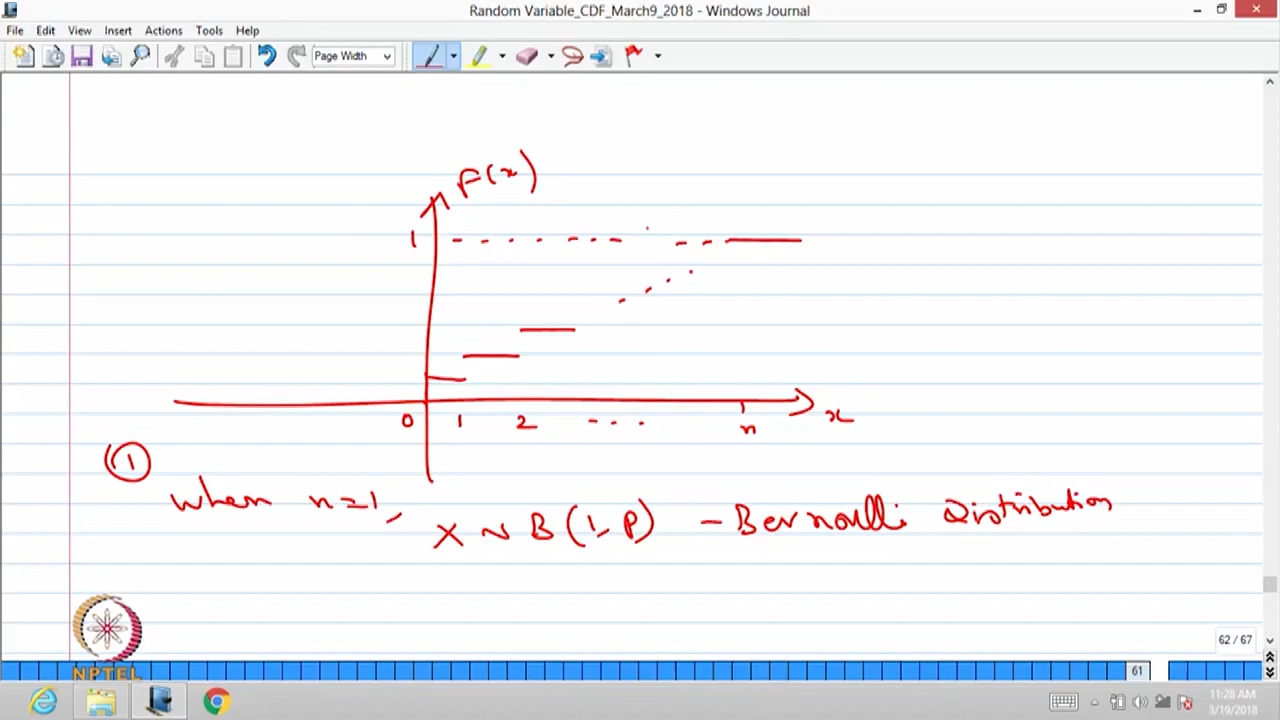 Random Variable_CDF_March9_2018 - Windows Journal
File Edit View Insert Actions Tools Help
Page Width
F(x)
1
0 1 2 ... n
x
①
when n=1,
X ~ B(1, P) - Bernoulli Distribution
62 / 67
NPTEL
61
11:28 AM
3/19/2018